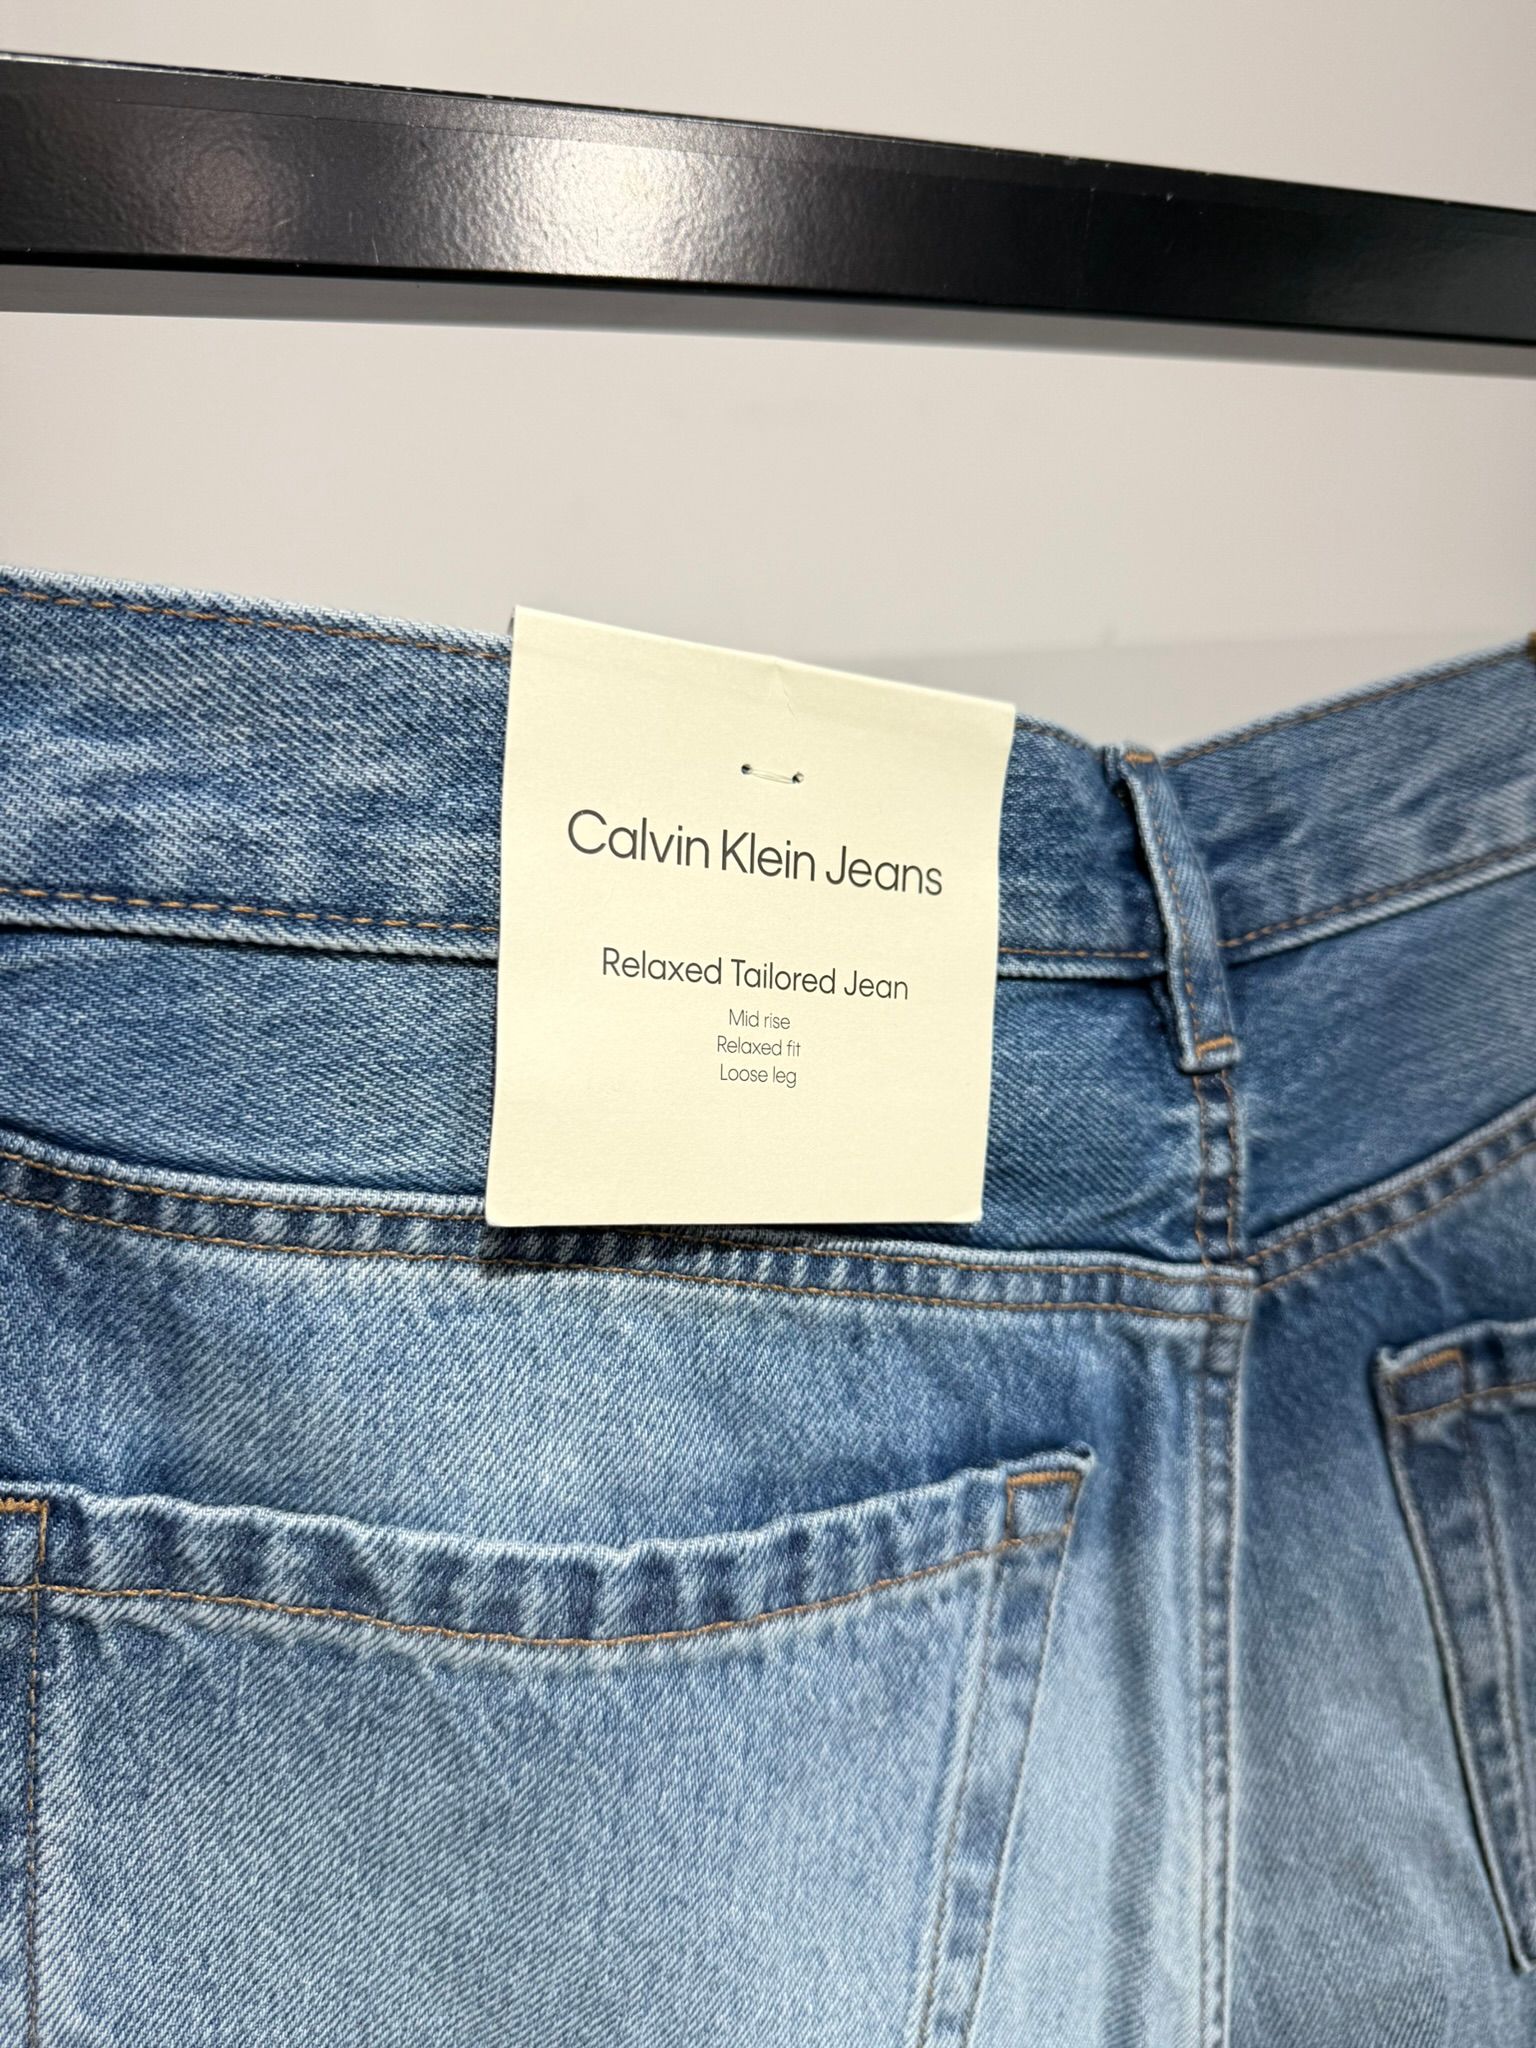 Calvin Klein Jeans
Relaxed Tailored Jean
Mid rise
Relaxed fit
Loose leg